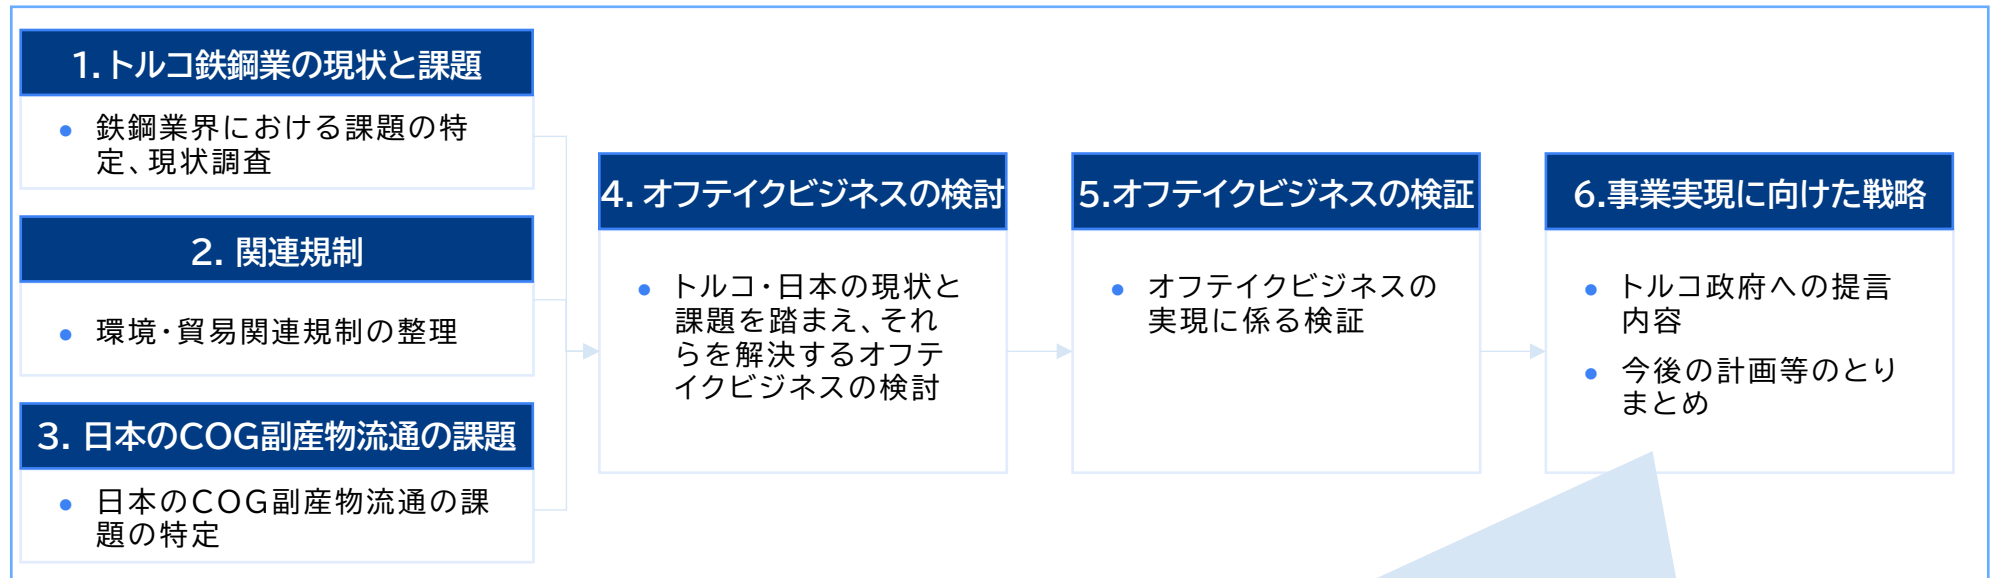 1. トルコ鉄鋼業の現状と課題
● 鉄鋼業界における課題の特
定、現状調査
2. 関連規制
● 環境・貿易関連規制の整理
3. 日本のCOG副産物流通の課題
● 日本のCOG副産物流通の課
題の特定
4. オフテイクビジネスの検討
● トルコ・日本の現状と
課題を踏まえ、それ
らを解決するオフテ
イクビジネスの検討
5.オフテイクビジネスの検証
● オフテイクビジネスの
実現に係る検証
6.事業実現に向けた戦略
● トルコ政府への提言
内容
● 今後の計画等のとり
まとめ